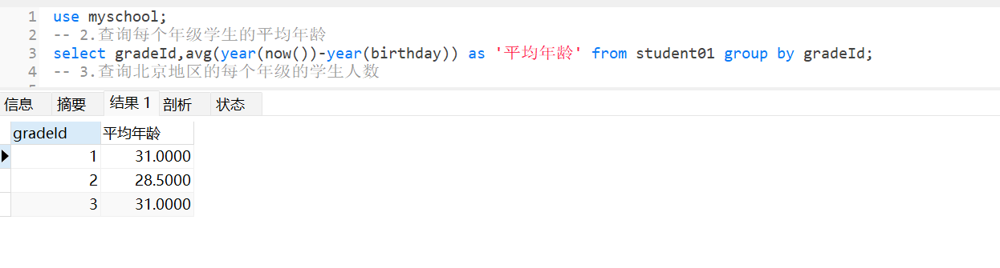 1 use myschool;
2 -- 2.查询每个年级学生的平均年龄
3 select gradeId,avg(year(now())-year(birthday)) as '平均年龄' from student01 group by gradeId;
4 -- 3.查询北京地区的每个年级的学生人数
信息 摘要 结果 1 剖析 状态
gradeId 平均年龄
1 31.0000
2 28.5000
3 31.0000